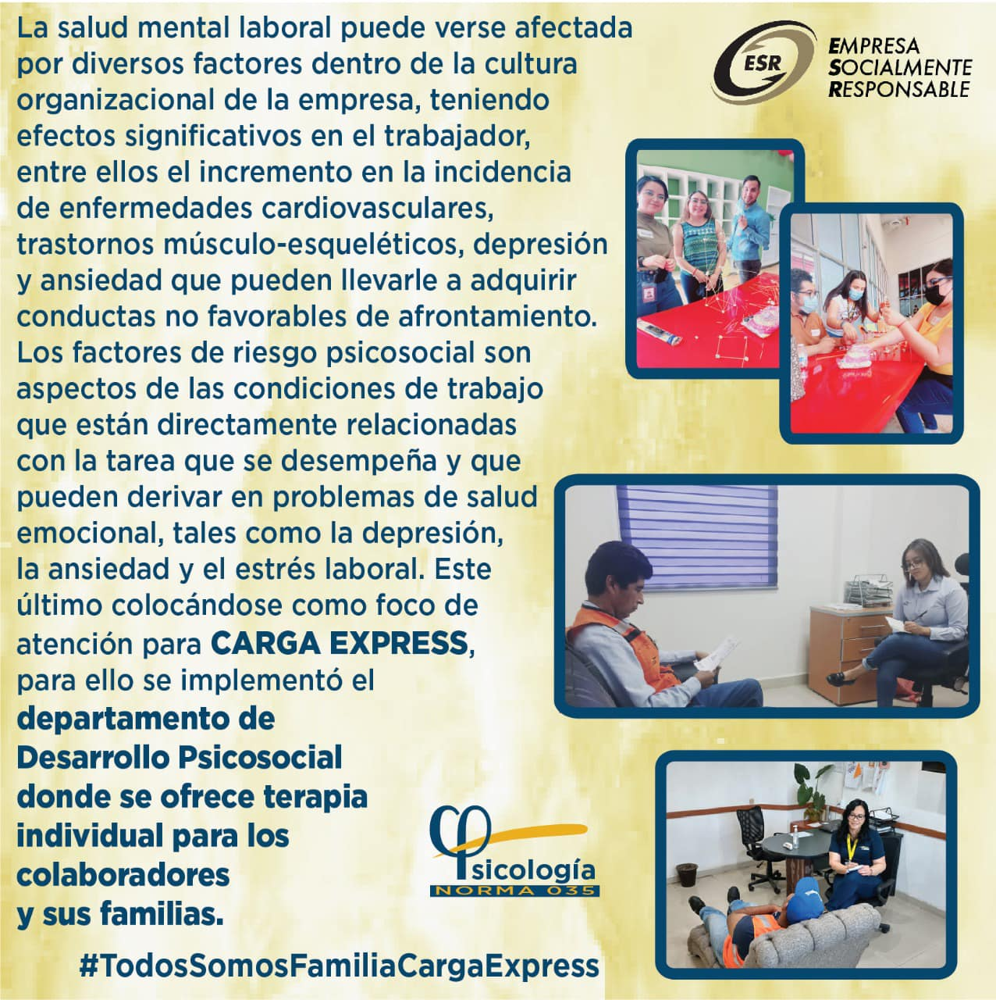 La salud mental laboral puede verse afectada
por diversos factores dentro de la cultura
organizacional de la empresa, teniendo
efectos significativos en el trabajador,
entre ellos el incremento en la incidencia
de enfermedades cardiovasculares,
trastornos músculo-esqueléticos, depresión
y ansiedad que pueden llevarle a adquirir
conductas no favorables de afrontamiento.
Los factores de riesgo psicosocial son
aspectos de las condiciones de trabajo
que están directamente relacionadas
con la tarea que se desempeña y que
pueden derivar en problemas de salud
emocional, tales como la depresión,
la ansiedad y el estrés laboral. Este
último colocándose como foco de
atención para CARGA EXPRESS,
para ello se implementó el
departamento de
Desarrollo Psicosocial
donde se ofrece terapia
individual para los
colaboradores
y sus familias.
#TodosSomosFamiliaCargaExpress
ESR
EMPRESA
SOCIALMENTE
RESPONSABLE
φsicología
NORMA 035